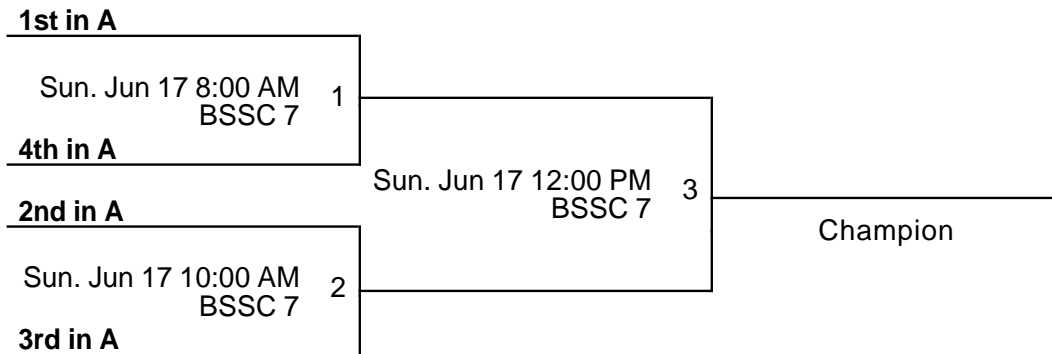 1st in A
Sun. Jun 17 8:00 AM
BSSC 7
1
4th in A
Sun. Jun 17 12:00 PM
BSSC 7
3
Champion
2nd in A
Sun. Jun 17 10:00 AM
BSSC 7
2
3rd in A